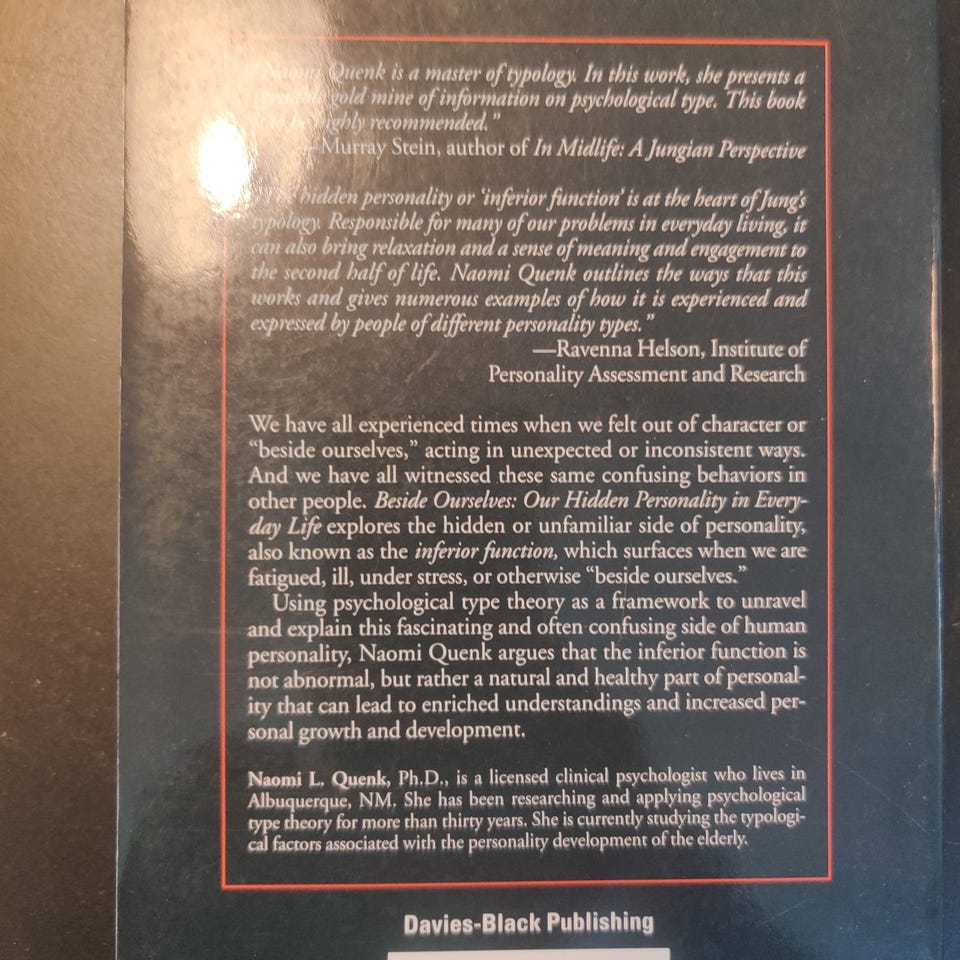 "Naomi Quenk is a master of typology. In this work, she presents a
gold mine of information on psychological type. This book
is to be highly recommended."
—Murray Stein, author of In Midlife: A Jungian Perspective
"The hidden personality or 'inferior function' is at the heart of Jung's
typology. Responsible for many of our problems in everyday living, it
can also bring relaxation and a sense of meaning and engagement to
the second half of life. Naomi Quenk outlines the ways that this
works and gives numerous examples of how it is experienced and
expressed by people of different personality types."
—Ravenna Helson, Institute of
Personality Assessment and Research
We have all experienced times when we felt out of character or
"beside ourselves," acting in unexpected or inconsistent ways.
And we have all witnessed these same confusing behaviors in
other people. Beside Ourselves: Our Hidden Personality in Every-
day Life explores the hidden or unfamiliar side of personality,
also known as the inferior function, which surfaces when we are
fatigued, ill, under stress, or otherwise "beside ourselves."
Using psychological type theory as a framework to unravel
and explain this fascinating and often confusing side of human
personality, Naomi Quenk argues that the inferior function is
not abnormal, but rather a natural and healthy part of personal-
ity that can lead to enriched understandings and increased per-
sonal growth and development.
Naomi L. Quenk, Ph.D., is a licensed clinical psychologist who lives in
Albuquerque, NM. She has been researching and applying psychological
type theory for more than thirty years. She is currently studying the typologi-
cal factors associated with the personality development of the elderly.
Davies-Black Publishing